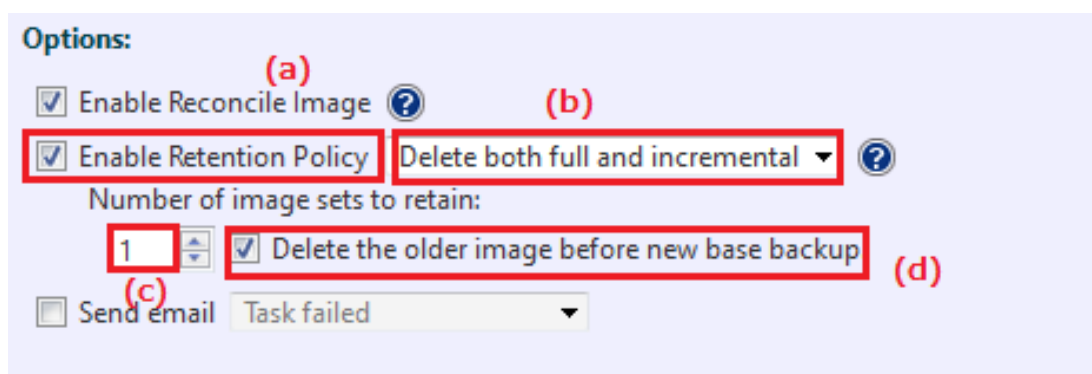 Options:
(a)
Enable Reconcile Image ?
(b)
Enable Retention Policy Delete both full and incremental
?
Number of image sets to retain:
1 Delete the older image before new base backup
(c)
(d)
Send email Task failed